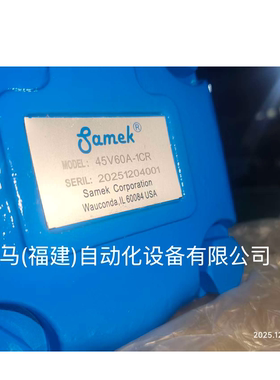 Samek®
MODEL: 45V60A-1CR
SERIL: 20251204001
Samek Corporation
Wauconda, IL 60084 USA
马(福建)自动化设备有限公司
2025.12